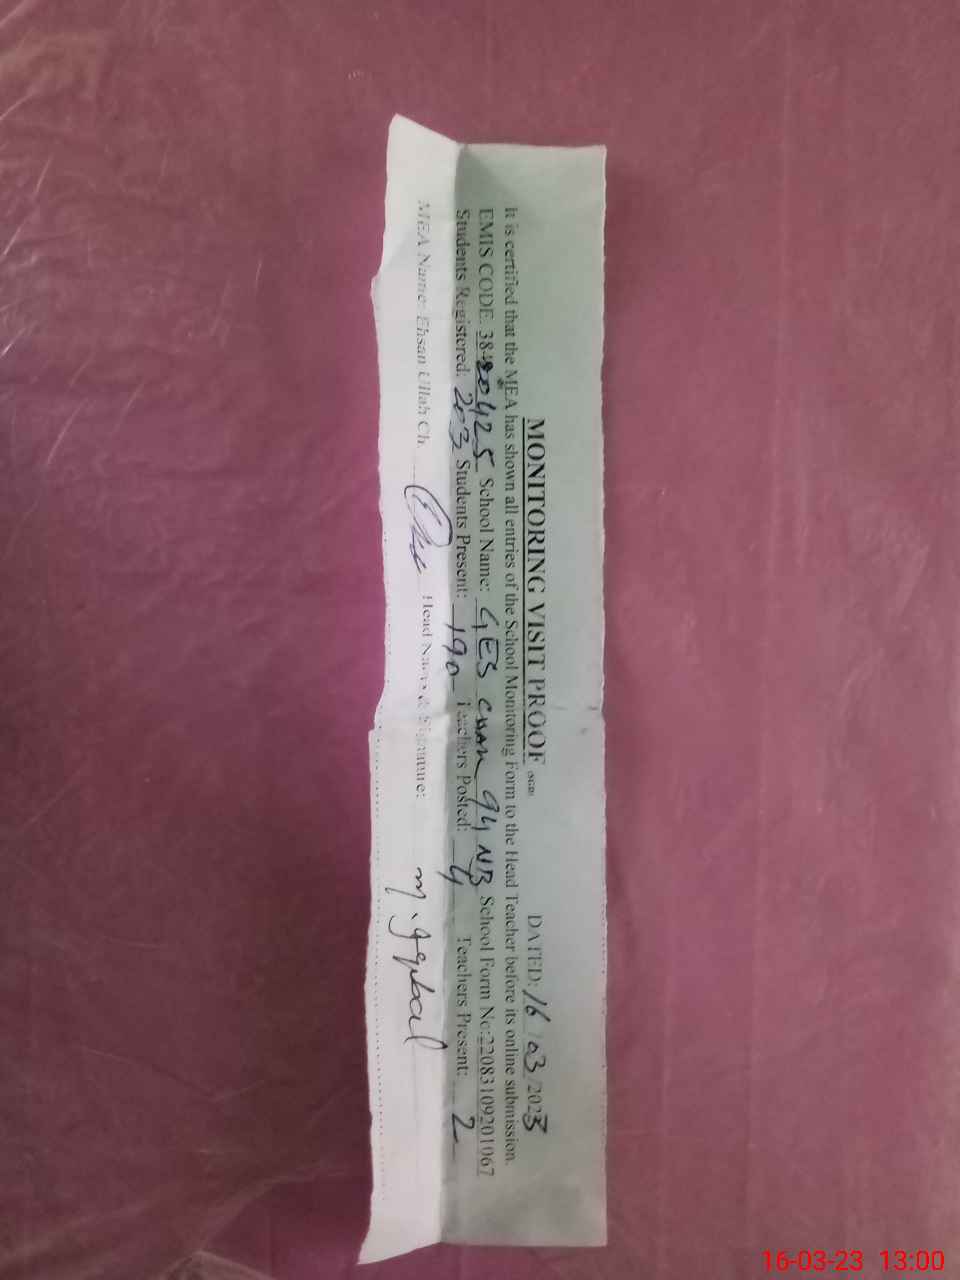 MONITORING VISIT PROOF (SGD) DATED: 16/03/2023
It is certified that the MEA has shown all entries of the School Monitoring Form to the Head Teacher before its online submission.
EMIS CODE. 38420425 School Name: GES CHAK 94 NB School Form No:22083109201067
Students Registered: 203 Students Present: 190 Teachers Posted: 4 Teachers Present: 2
MEA Name: Ehsan Ullah Ch. Head Name & Signature: M. Iqbal
16-03-23 13:00